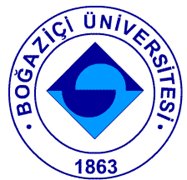 • BOĞAZİÇİ ÜNİVERSİTESİ •
1863